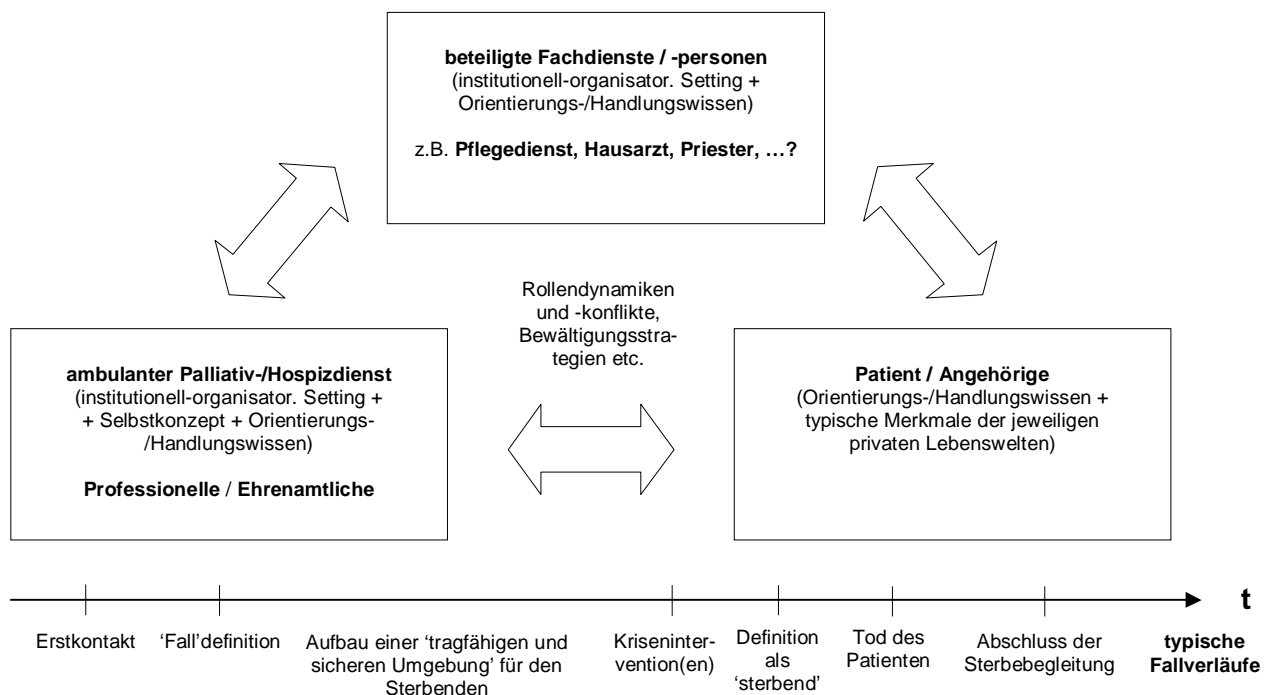 beteiligte Fachdienste / -personen
(institutionell-organisator. Setting +
Orientierungs-/Handlungswissen)
z.B. Pflegedienst, Hausarzt, Priester, …?
Rollendynamiken
und -konflikte,
Bewältigungsstra-
tegien etc.
ambulanter Palliativ-/Hospizdienst
(institutionell-organisator. Setting +
+ Selbstkonzept + Orientierungs-
/Handlungswissen)
Professionelle / Ehrenamtliche
Patient / Angehörige
(Orientierungs-/Handlungswissen +
typische Merkmale der jeweiligen
privaten Lebenswelten)
t
Erstkontakt
‘Fall’definition
Aufbau einer ‘tragfähigen und
sicheren Umgebung’ für den
Sterbenden
Kriseninter-
vention(en)
Definition
als
‘sterbend’
Tod des
Patienten
Abschluss der
Sterbebegleitung
typische
Fallverläufe